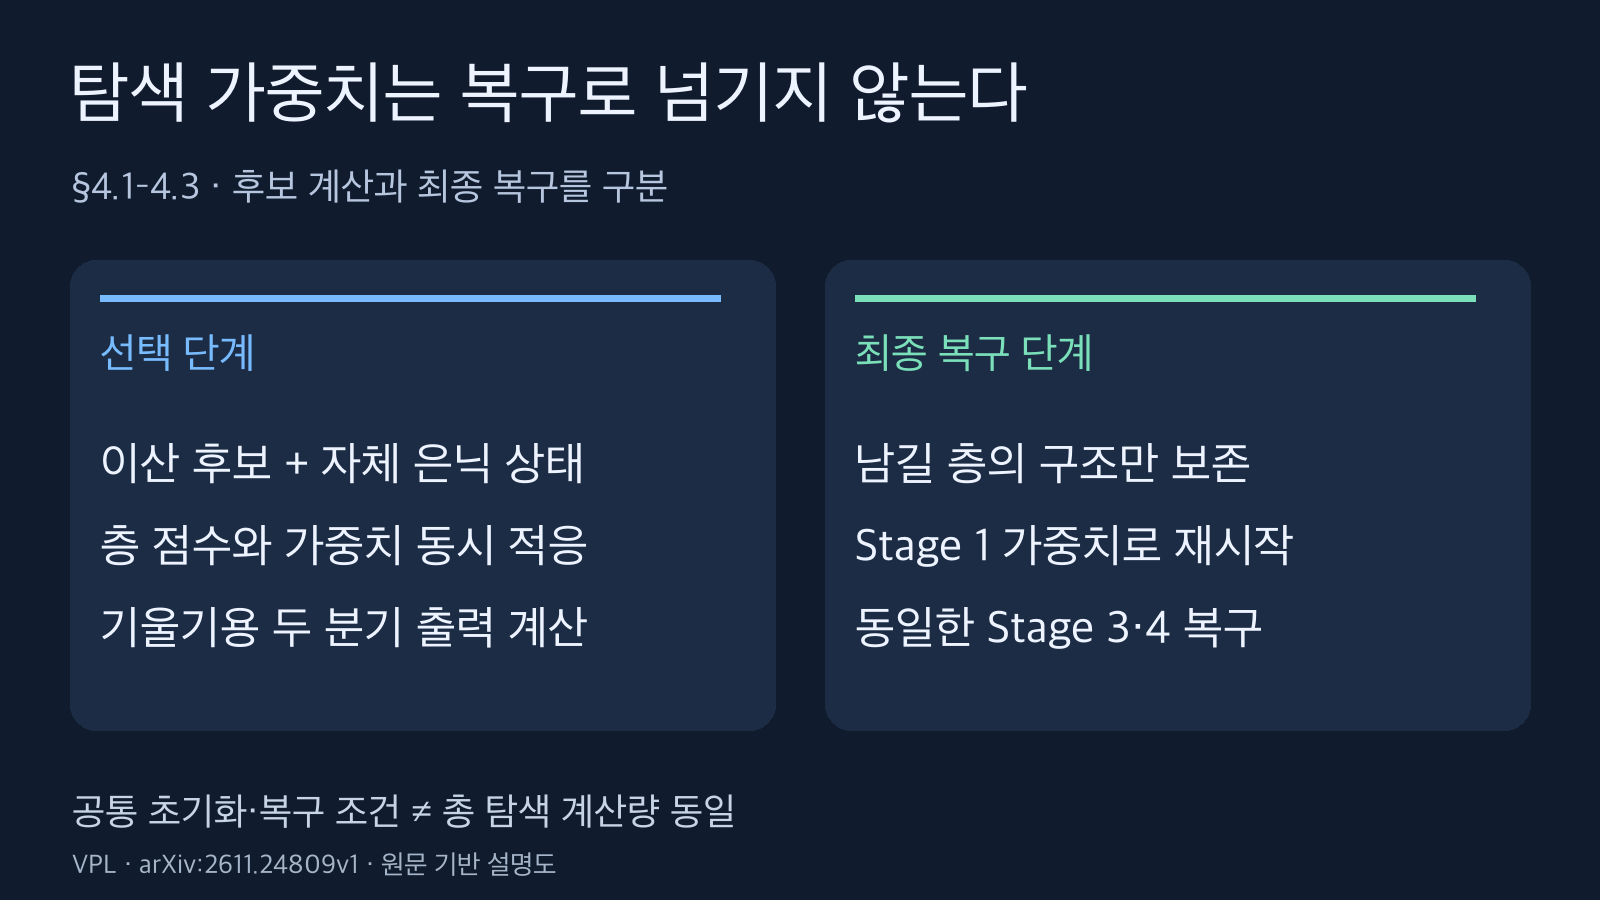 탐색 가중치는 복구로 넘기지 않는다
§4.1-4.3 · 후보 계산과 최종 복구를 구분
선택 단계
이산 후보 + 자체 은닉 상태
층 점수와 가중치 동시 적응
기울기용 두 분기 출력 계산
최종 복구 단계
남길 층의 구조만 보존
Stage 1 가중치로 재시작
동일한 Stage 3·4 복구
공통 초기화·복구 조건 ≠ 총 탐색 계산량 동일
VPL · arXiv:2611.24809v1 · 원문 기반 설명도